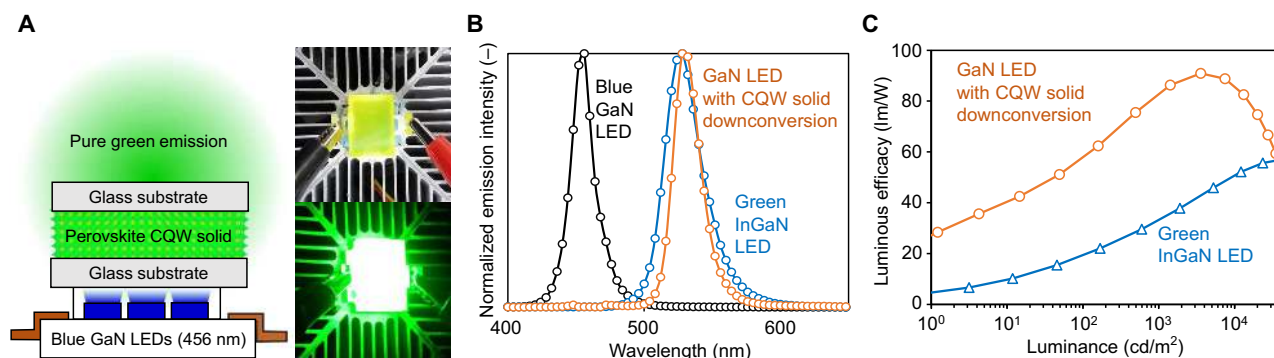 A
Pure green emission
Glass substrate
Perovskite CQW solid
Glass substrate
Blue GaN LEDs (456 nm)
B
Normalized emission intensity (–)
Blue
GaN
LED
GaN LED
with CQW solid
downconversion
Green
InGaN
LED
400
500
600
Wavelength (nm)
C
Luminous efficacy (lm/W)
100
80
60
40
20
0
GaN LED
with CQW solid
downconversion
Green
InGaN LED
10⁰
10¹
10²
10³
10⁴
Luminance (cd/m²)